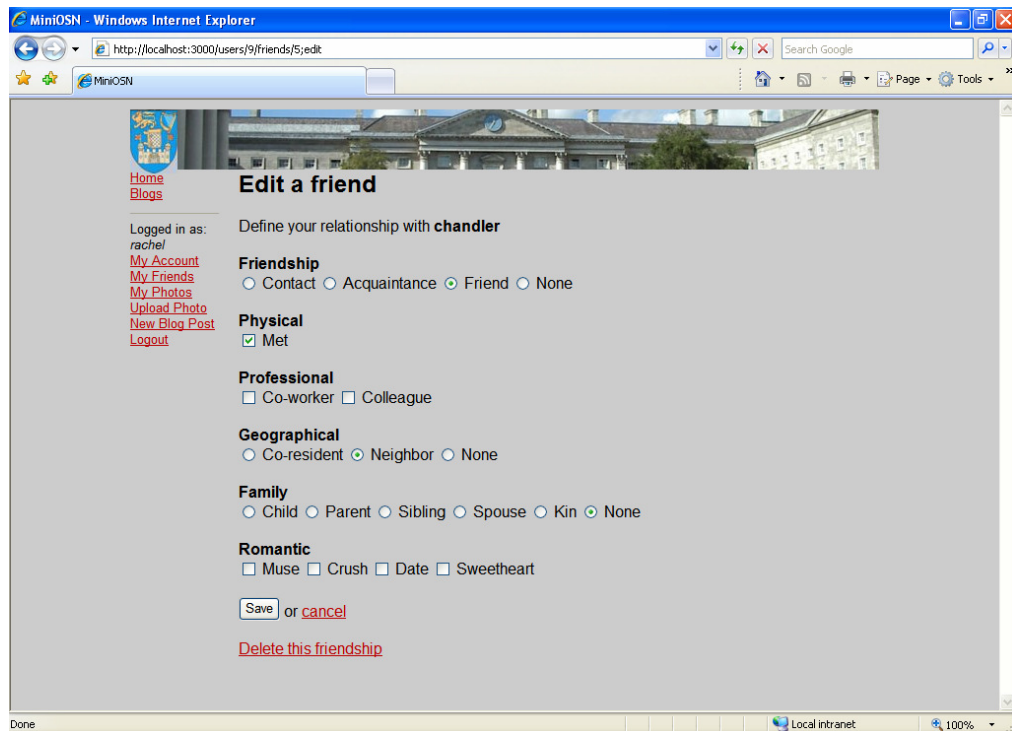 MiniOSN - Windows Internet Explorer
http://localhost:3000/users/9/friends/5;edit
Search Google
MiniOSN
Page
Tools
»
Home
Blogs
Logged in as:
rachel
My Account
My Friends
My Photos
Upload Photo
New Blog Post
Logout
Edit a friend
Define your relationship with chandler
Friendship
Contact Acquaintance Friend None
Physical
Met
Professional
Co-worker Colleague
Geographical
Co-resident Neighbor None
Family
Child Parent Sibling Spouse Kin None
Romantic
Muse Crush Date Sweetheart
Save or cancel
Delete this friendship
Done
Local intranet
100%